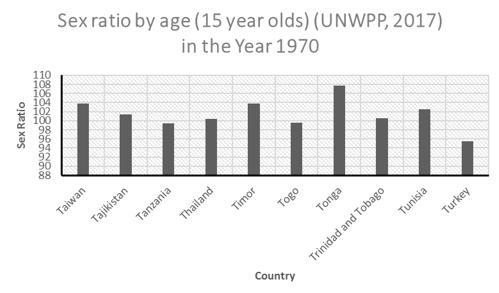 Sex ratio by age (15 year olds) (UNWPP, 2017)
in the Year 1970
Sex Ratio
110
108
106
104
102
100
98
96
94
92
90
88
Taiwan
Tajikistan
Tanzania
Thailand
Timor
Togo
Tonga
Trinidad and Tobago
Tunisia
Turkey
Country